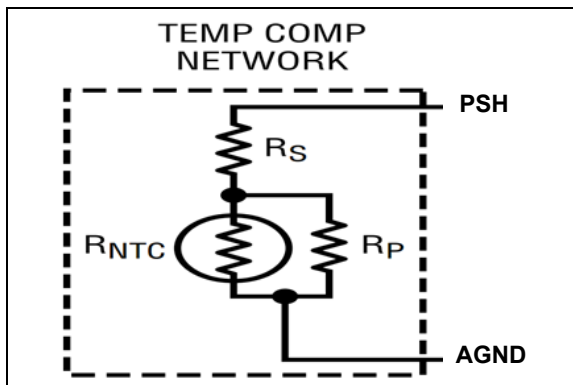 TEMP COMP
NETWORK
PSH
RS
RNTC
RP
AGND